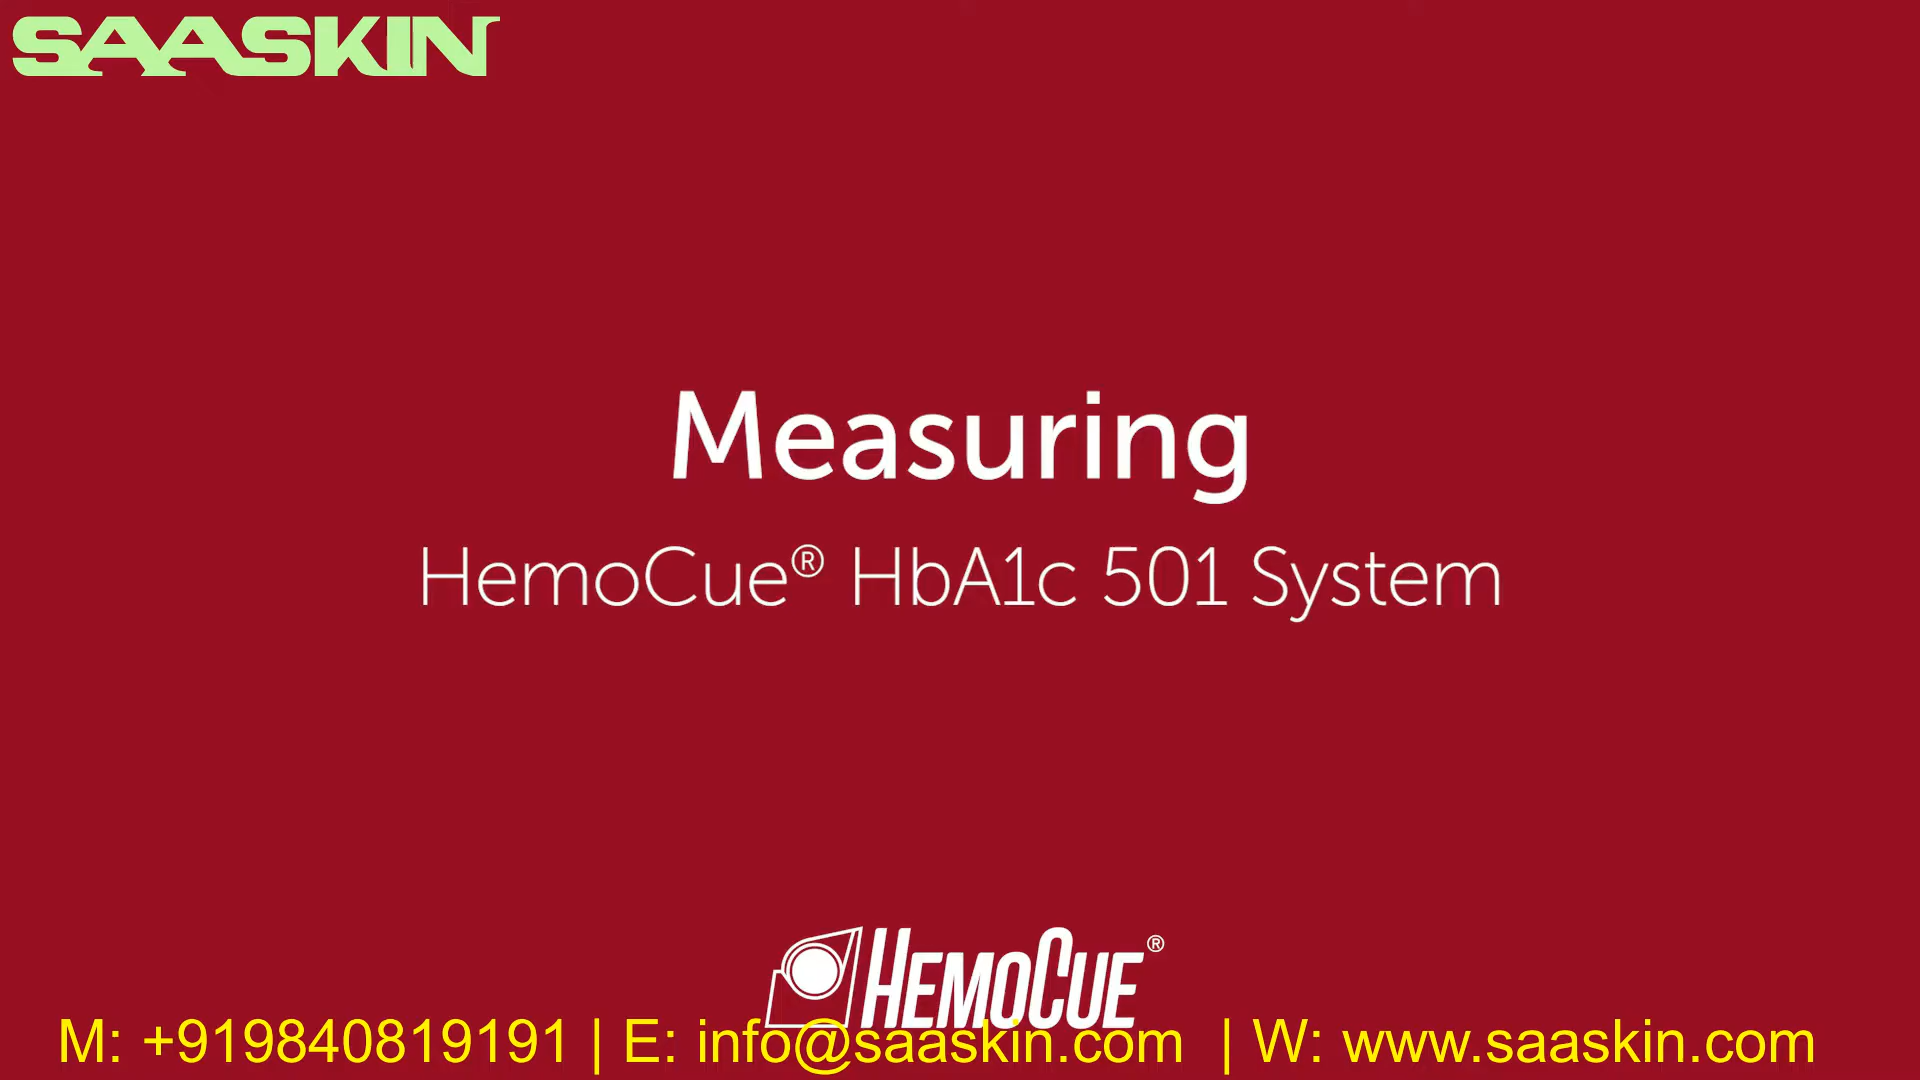 SAASKIN
Measuring
HemoCue® HbA1c 501 System
HEMOCUE®
M: +919840819191 | E: info@saaskin.com | W: www.saaskin.com